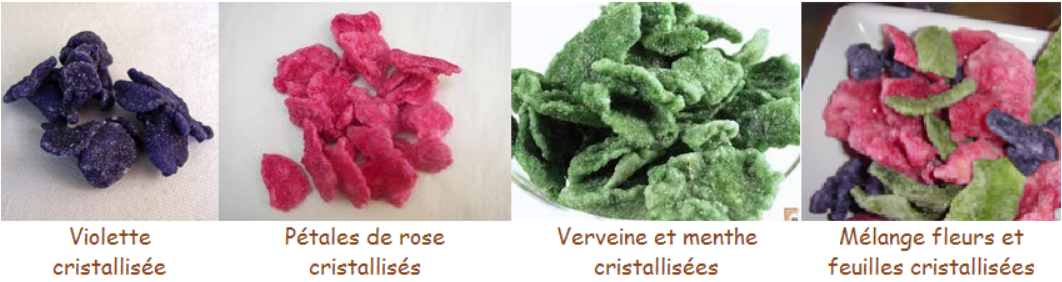 Violette
cristallisée
Pétales de rose
cristallisés
Verveine et menthe
cristallisées
Mélange fleurs et
feuilles cristallisées